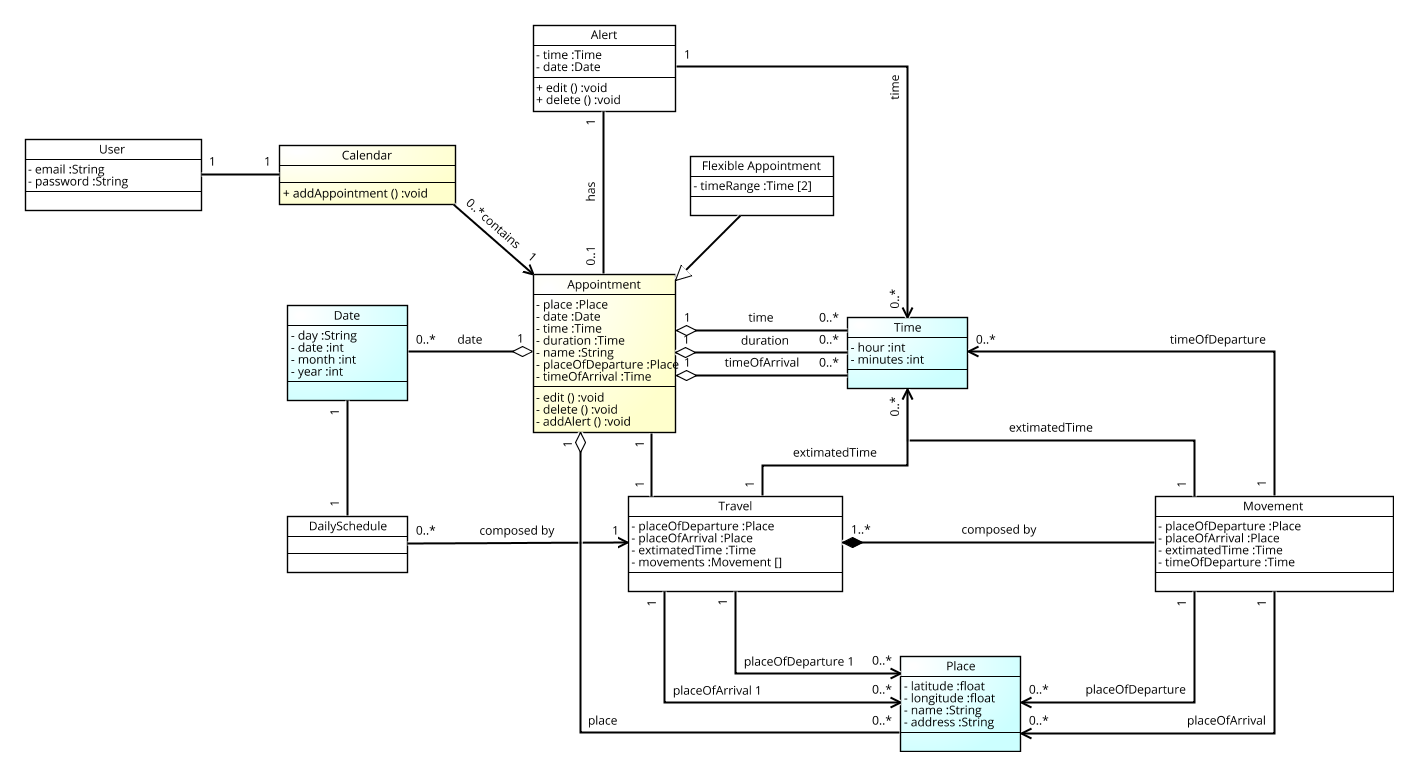 Alert
- time :Time
- date :Date
+ edit () :void
+ delete () :void
1
time
0..*
1
has
0..1
User
- email :String
- password :String
1
1
Calendar
+ addAppointment () :void
0..*
contains
1
Flexible Appointment
- timeRange :Time [2]
Appointment
- place :Place
- date :Date
- time :Time
- duration :Time
- name :String
- placeOfDeparture :Place
- timeOfArrival :Time
- edit () :void
- delete () :void
- addAlert () :void
Date
- day :String
- date :int
- month :int
- year :int
0..*
date
1
1
time
0..*
1
duration
0..*
1
timeOfArrival
0..*
Time
- hour :int
- minutes :int
0..*
timeOfDeparture
0..*
extimatedTime
extimatedTime
1
1
1
1
1
1
1
1
DailySchedule
0..*
composed by
1
Travel
- placeOfDeparture :Place
- placeOfArrival :Place
- extimatedTime :Time
- movements :Movement []
1..*
composed by
Movement
- placeOfDeparture :Place
- placeOfArrival :Place
- extimatedTime :Time
- timeOfDeparture :Time
1
1
1
1
placeOfDeparture 1
0..*
placeOfArrival 1
0..*
place
0..*
Place
- latitude :float
- longitude :float
- name :String
- address :String
0..*
placeOfDeparture
0..*
placeOfArrival